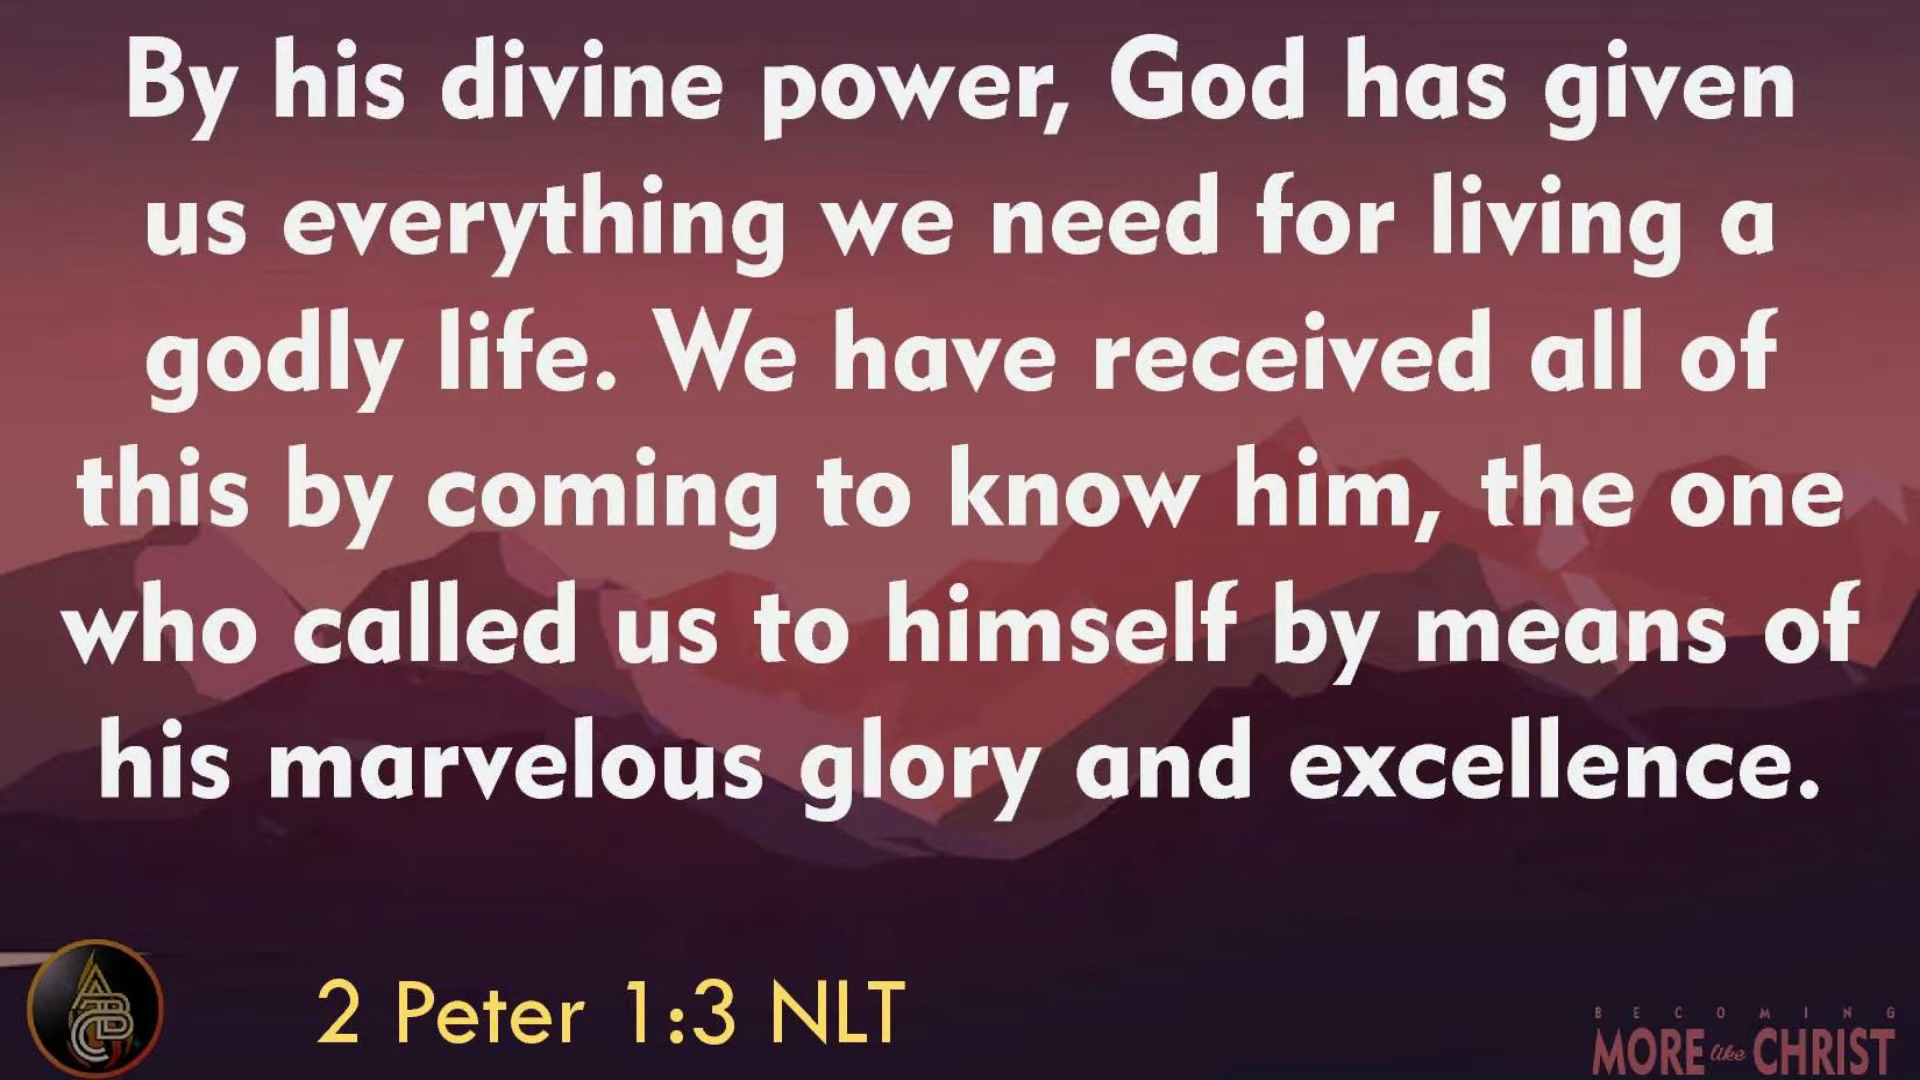 By his divine power, God has given
us everything we need for living a
godly life. We have received all of
this by coming to know him, the one
who called us to himself by means of
his marvelous glory and excellence.
2 Peter 1:3 NLT
BECOMING
MORE like CHRIST